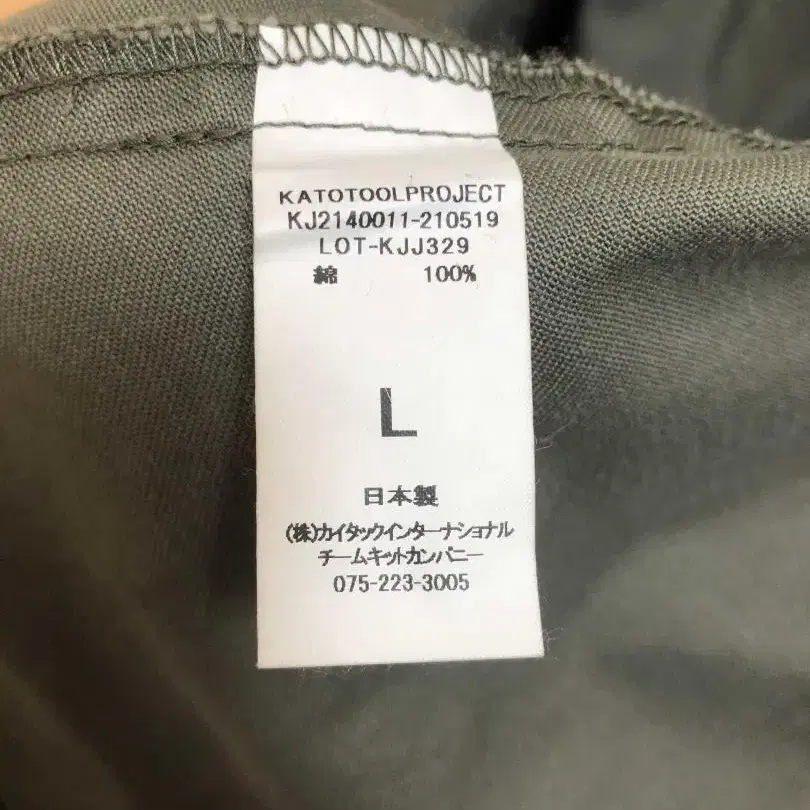 KATOTOOLPROJECT
KJ2140011-210519
LOT-KJJ329
綿 100%
L
日本製
(株)カイタックインターナショナル
チームキットカンパニー
075-223-3005